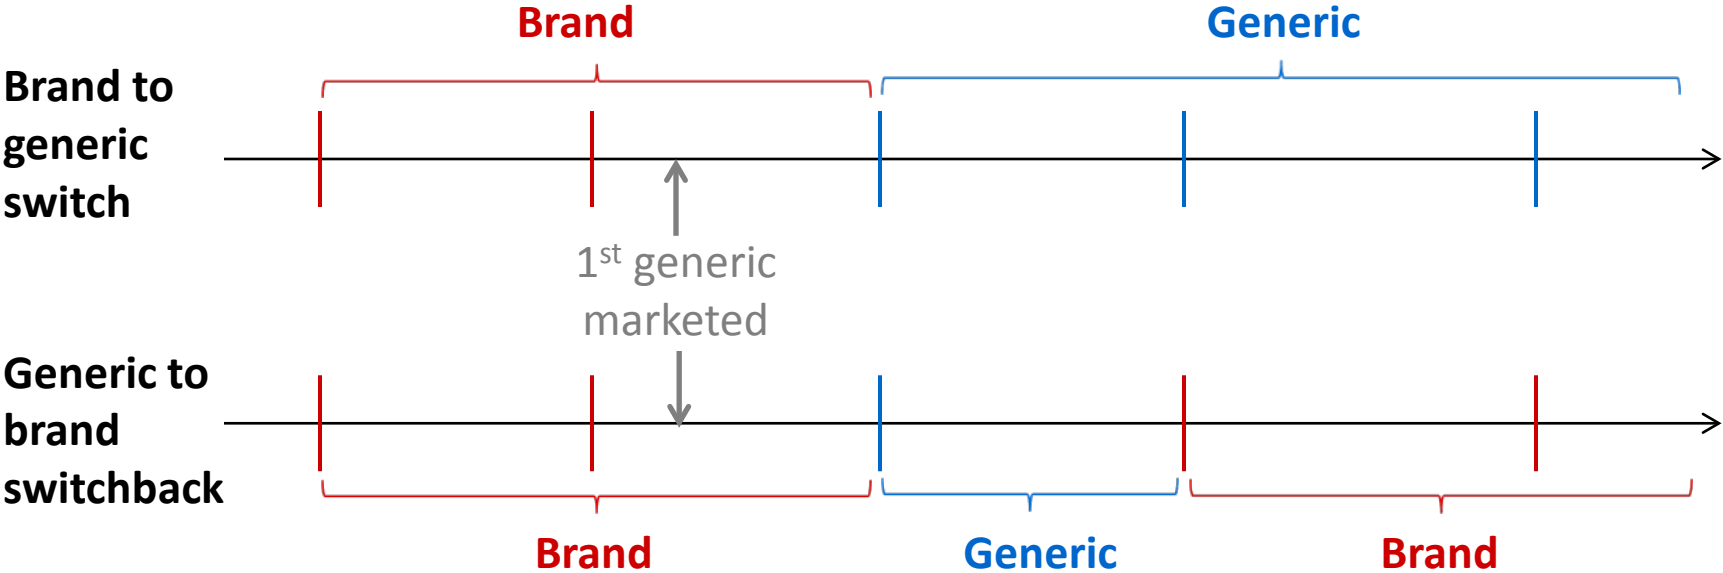 Brand
Generic
Brand to
generic
switch
1st generic
marketed
Generic to
brand
switchback
Brand
Generic
Brand